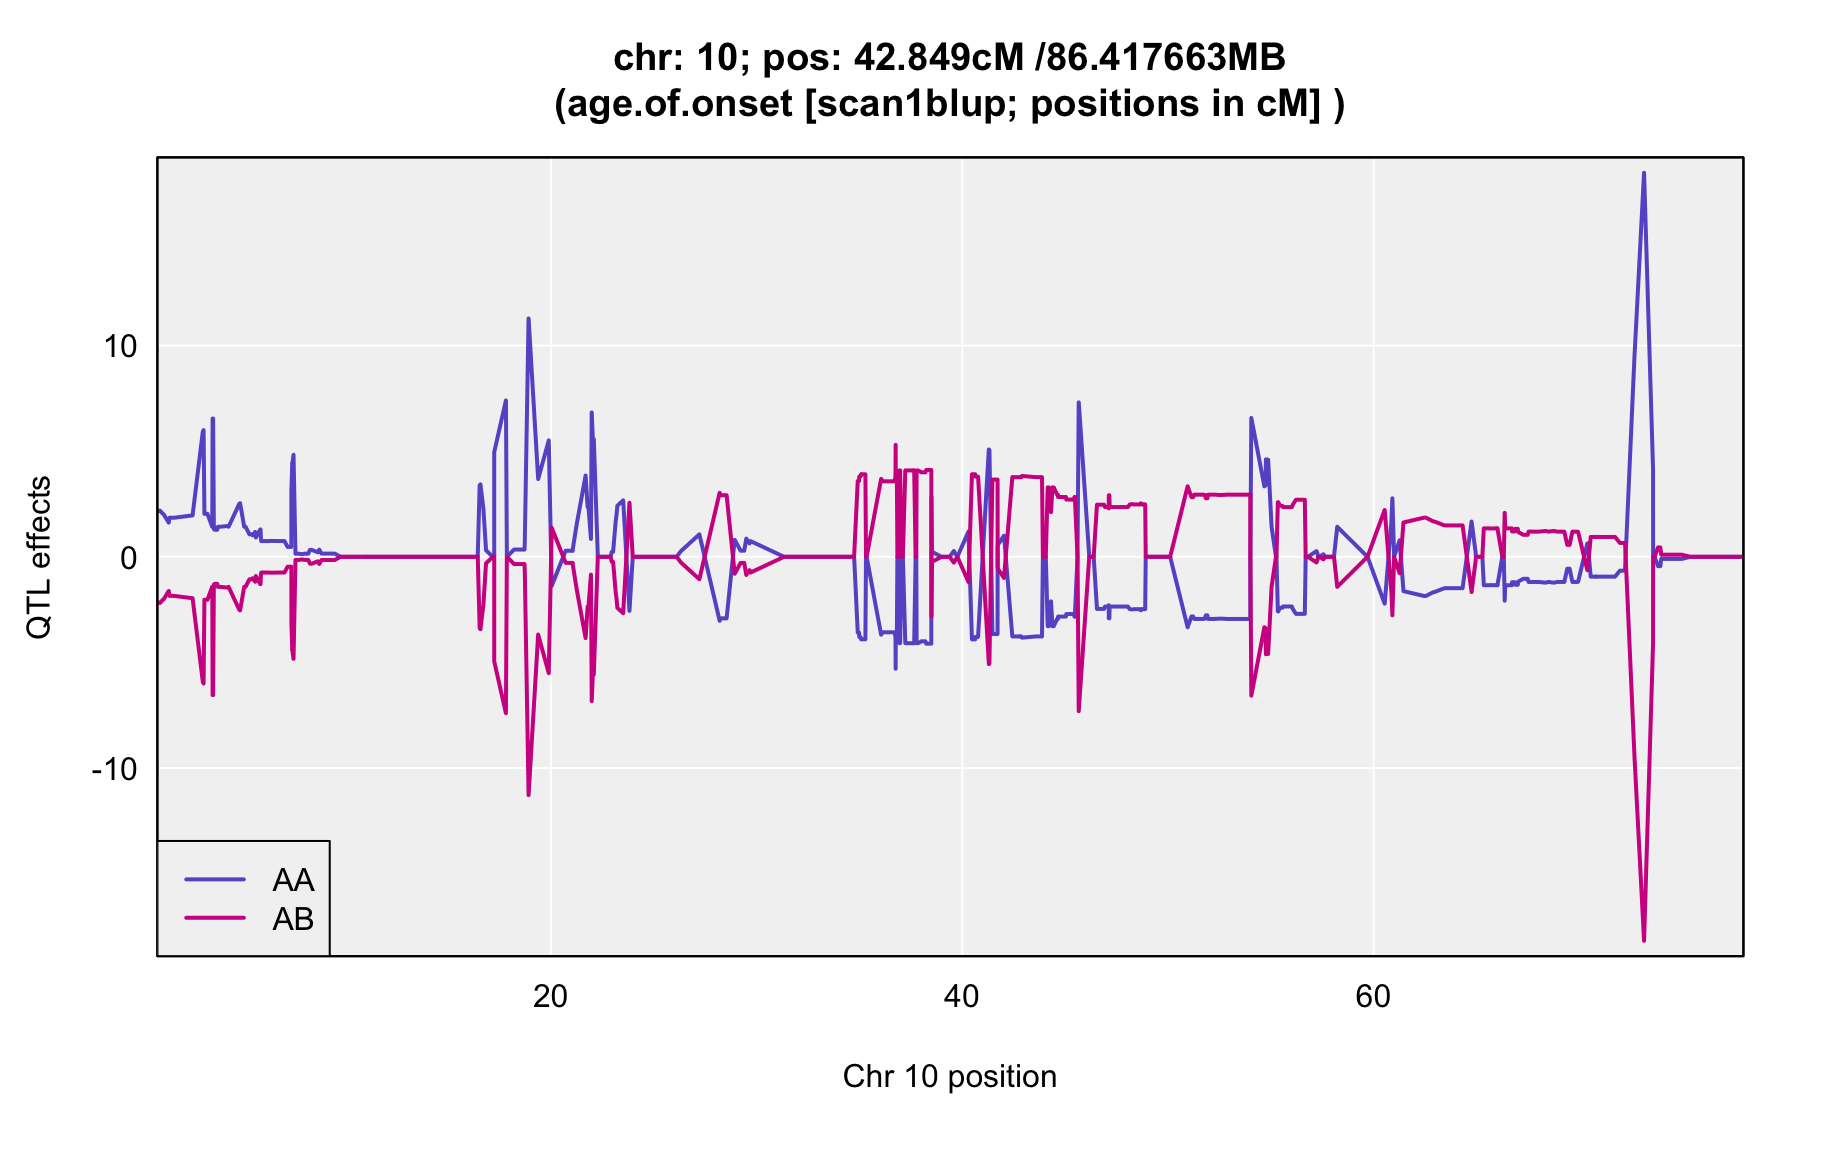 chr: 10; pos: 42.849cM /86.417663MB
(age.of.onset [scan1blup; positions in cM] )
QTL effects
10
0
-10
AA
AB
20
40
60
Chr 10 position